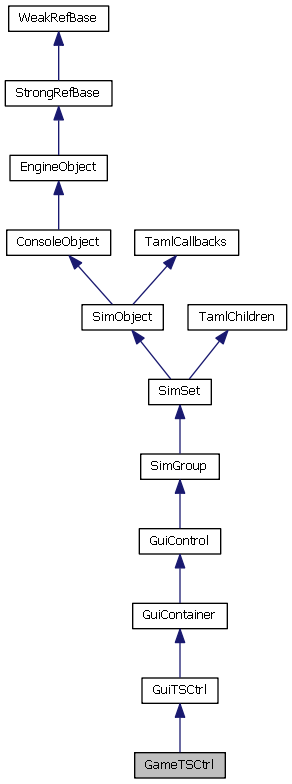 WeakRefBase
StrongRefBase
EngineObject
ConsoleObject
TamlCallbacks
SimObject
TamlChildren
SimSet
SimGroup
GuiControl
GuiContainer
GuiTSCtrl
GameTSCtrl